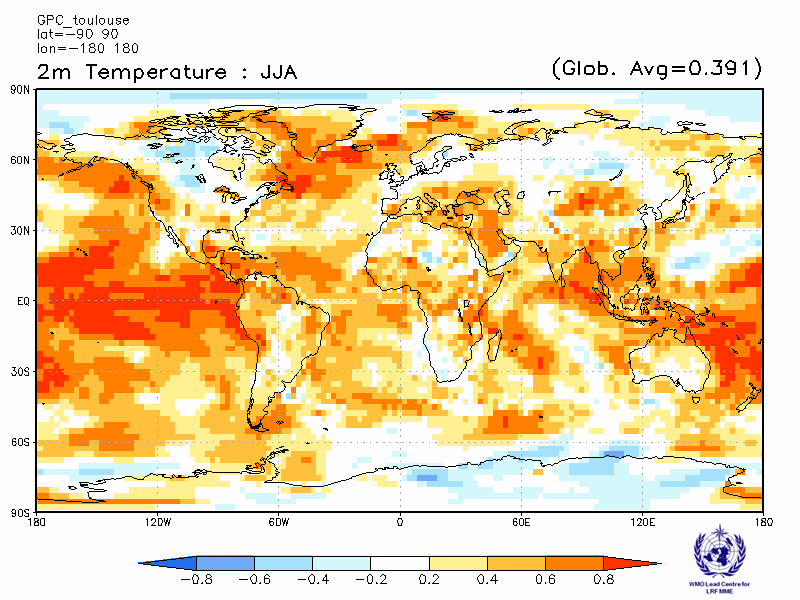 GPC_toulouse
lat=-90 90
lon=-180 180
2m Temperature : JJA
(Glob. Avg=0.391)
90N
60N
30N
EQ
30S
60S
90S
180 120W 60W 0 60E 120E 180
-0.8 -0.6 -0.4 -0.2 0.2 0.4 0.6 0.8
WMO Lead Centre for
LRF MME